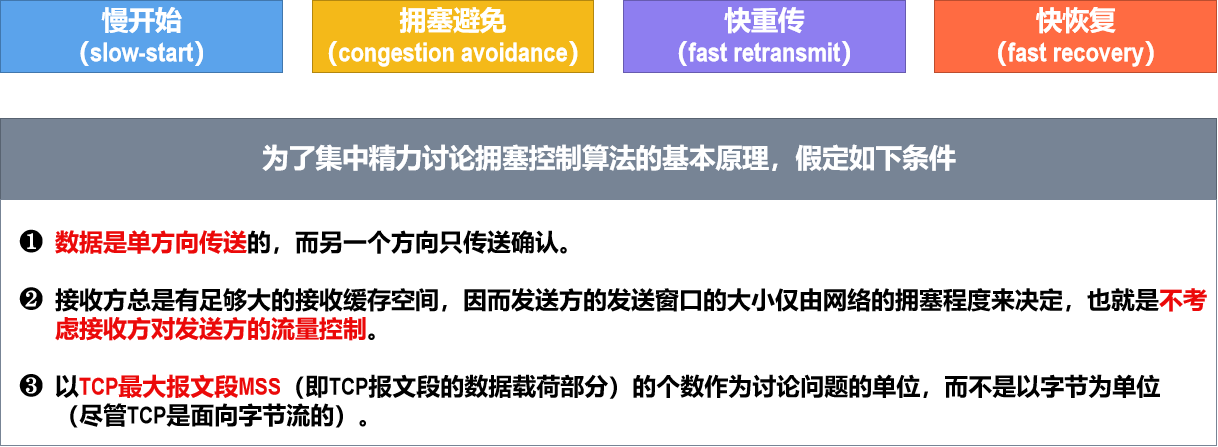 慢开始
（slow-start）
拥塞避免
（congestion avoidance）
快重传
（fast retransmit）
快恢复
（fast recovery）
为了集中精力讨论拥塞控制算法的基本原理，假定如下条件
❶ 数据是单方向传送的，而另一个方向只传送确认。
❷ 接收方总是有足够大的接收缓存空间，因而发送方的发送窗口的大小仅由网络的拥塞程度来决定，也就是不考
虑接收方对发送方的流量控制。
❸ 以TCP最大报文段MSS（即TCP报文段的数据载荷部分）的个数作为讨论问题的单位，而不是以字节为单位
（尽管TCP是面向字节流的）。